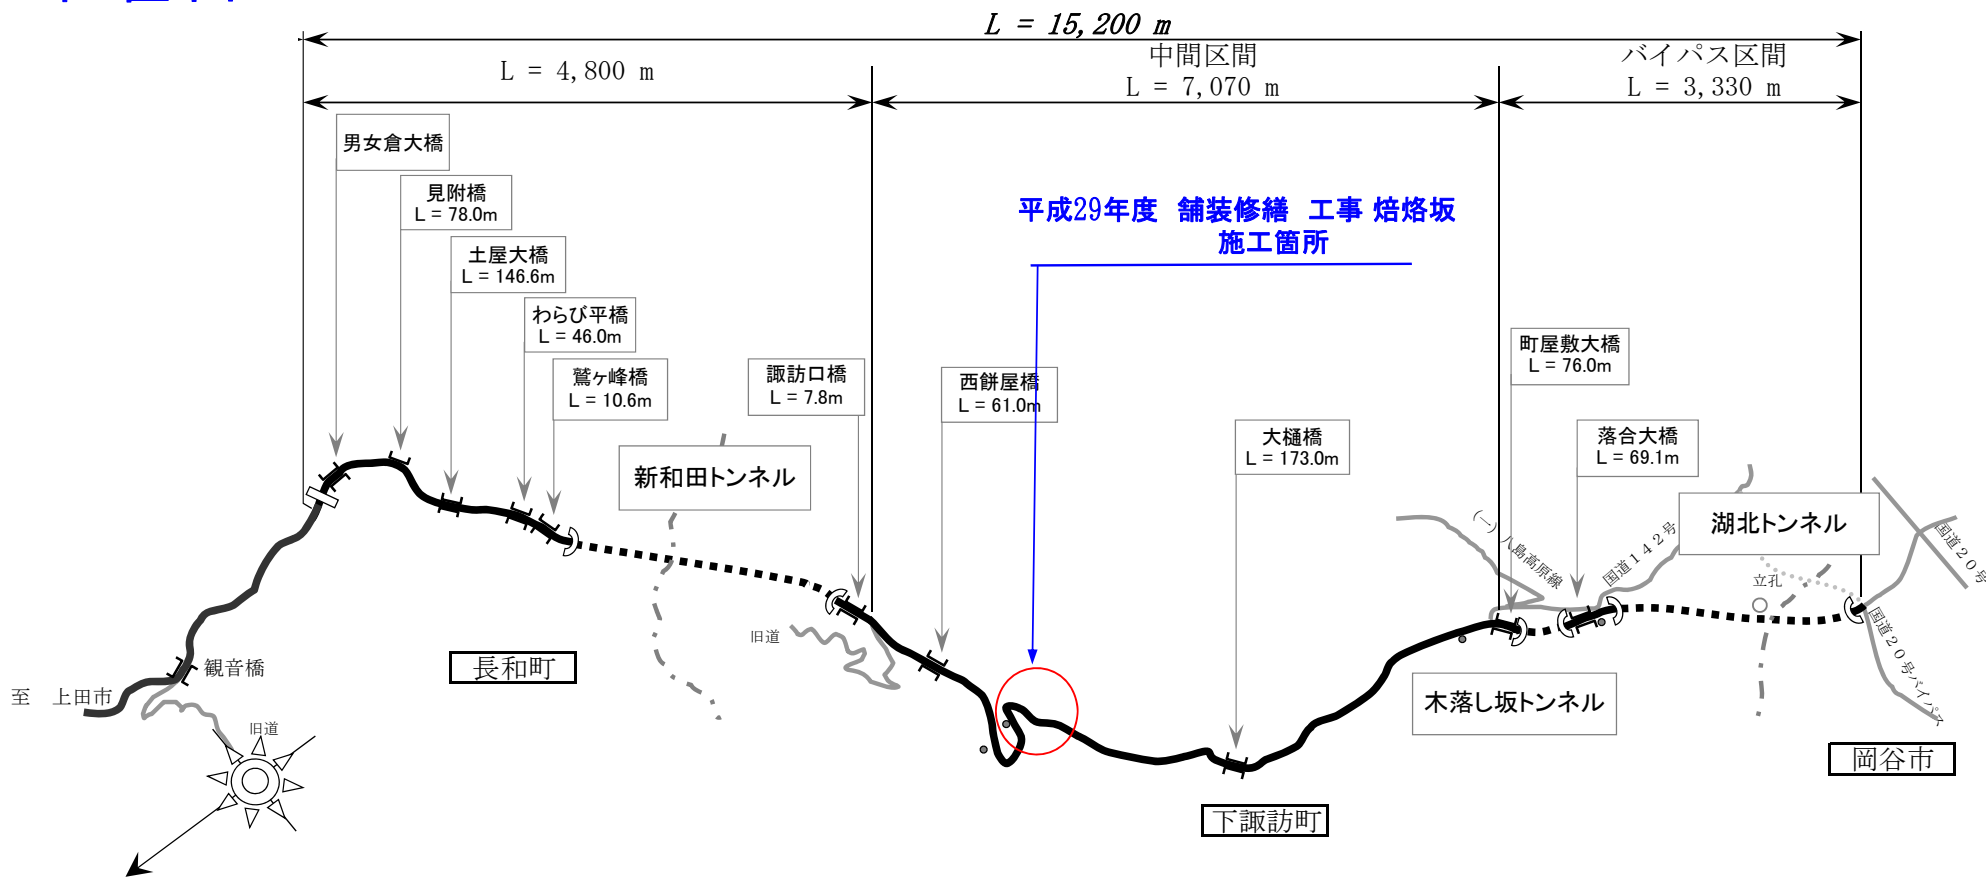 L = 15,200 m
中間区間
バイパス区間
L = 4,800 m
L = 7,070 m
L = 3,330 m
男女倉大橋
見附橋
L = 78.0m
平成29年度 舗装修繕 工事 焙烙坂
施工箇所
土屋大橋
L = 146.6m
わらび平橋
L = 46.0m
鷲ヶ峰橋
L = 10.6m
諏訪口橋
L = 7.8m
西餅屋橋
L = 61.0m
町屋敷大橋
L = 76.0m
大樋橋
L = 173.0m
落合大橋
L = 69.1m
新和田トンネル
湖北トンネル
(一)八島高原線
国道142号
国道20号
立孔
旧道
国道20号バイパス
長和町
観音橋
至 上田市
旧道
木落し坂トンネル
岡谷市
下諏訪町